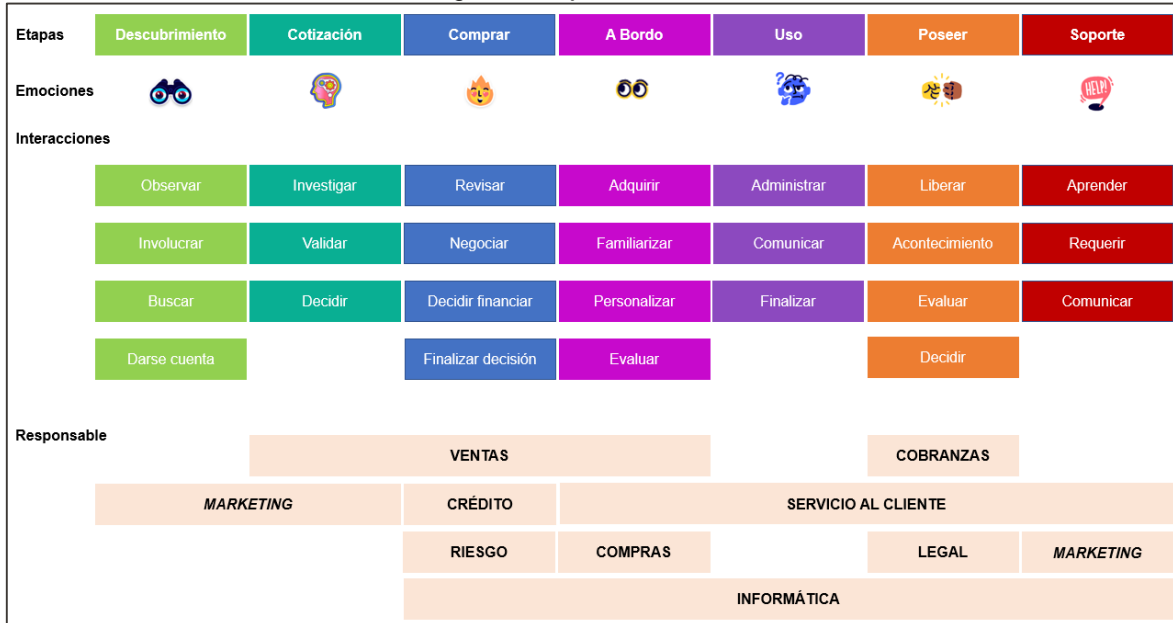 Etapas Descubrimiento Cotización Comprar A Bordo Uso Poseer Soporte
Emociones
HELP!
Interacciones
Observar Investigar Revisar Adquirir Administrar Liberar Aprender
Involucrar Validar Negociar Familiarizar Comunicar Acontecimiento Requerir
Buscar Decidir Decidir financiar Personalizar Finalizar Evaluar Comunicar
Darse cuenta Finalizar decisión Evaluar Decidir
Responsable
VENTAS COBRANZAS
MARKETING CRÉDITO SERVICIO AL CLIENTE
RIESGO COMPRAS LEGAL MARKETING
INFORMÁTICA